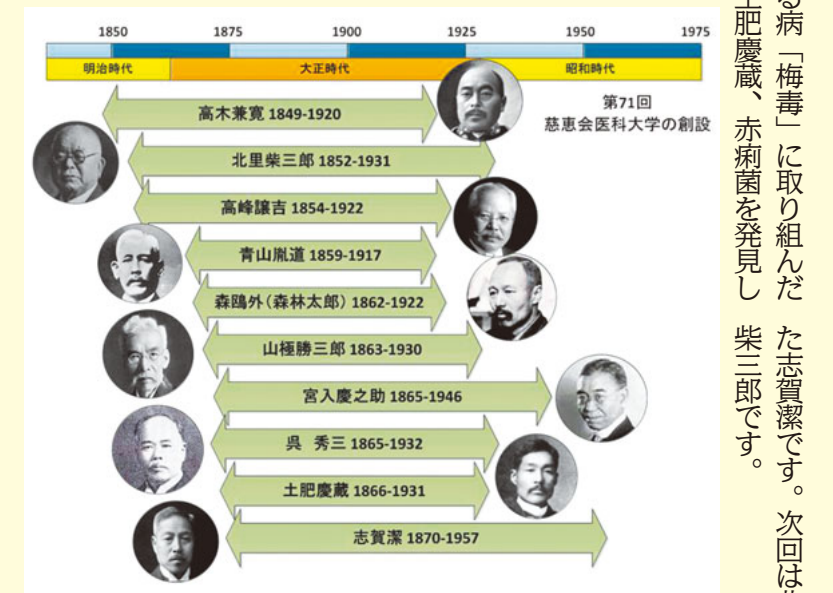 1850 1875 1900 1925 1950 1975
明治時代 大正時代 昭和時代
第71回
慈恵会医科大学の創設
高木兼寛 1849-1920
北里柴三郎 1852-1931
高峰譲吉 1854-1922
青山胤道 1859-1917
森鴎外（森林太郎） 1862-1922
山極勝三郎 1863-1930
宮入慶之助 1865-1946
呉 秀三 1865-1932
土肥慶蔵 1866-1931
志賀潔 1870-1957
る病「梅毒」に取り組んだ
土肥慶蔵、赤痢菌を発見し
た志賀潔です。次回は
柴三郎です。